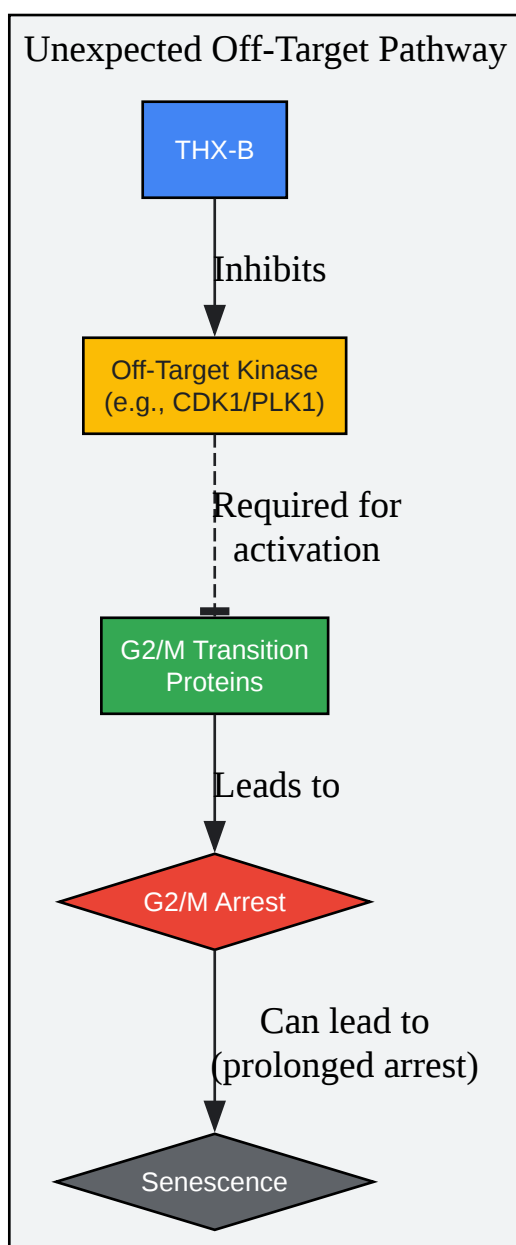 Unexpected Off-Target Pathway
THX-B
Inhibits
Off-Target Kinase
(e.g., CDK1/PLK1)
Required for
activation
G2/M Transition
Proteins
Leads to
G2/M Arrest
Can lead to
(prolonged arrest)
Senescence